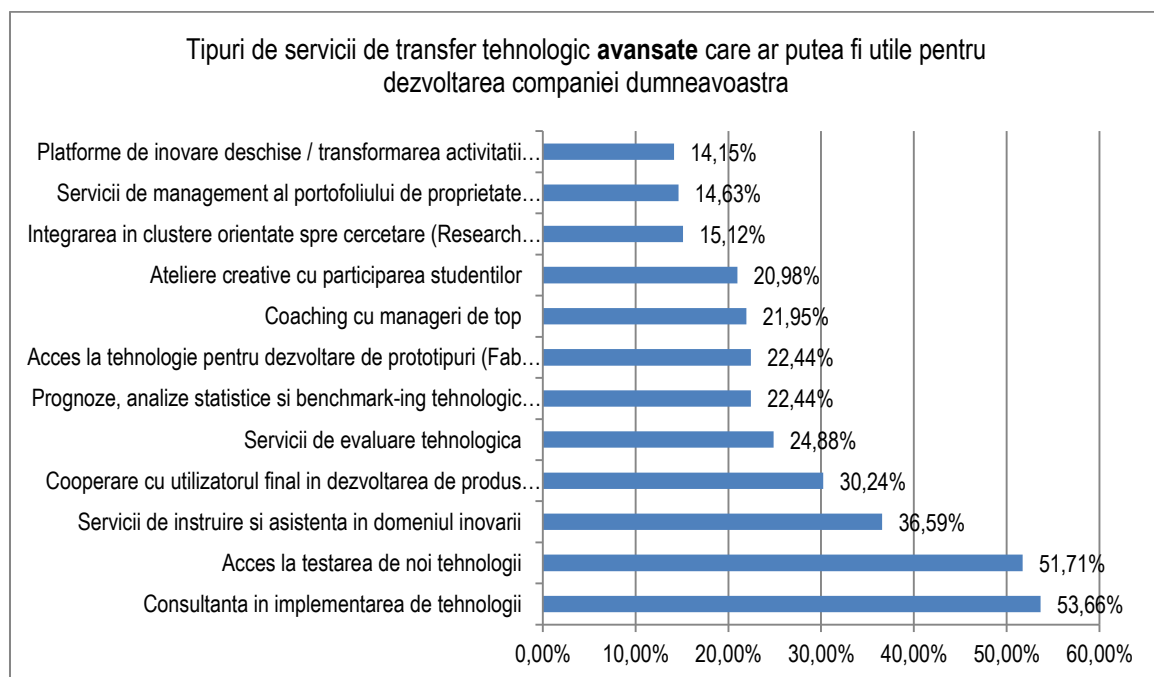 Tipuri de servicii de transfer tehnologic avansate care ar putea fi utile pentru
dezvoltarea companiei dumneavoastra
Platforme de inovare deschise / transformarea activitatii…
14,15%
Servicii de management al portofoliului de proprietate…
14,63%
Integrarea in clustere orientate spre cercetare (Research…
15,12%
Ateliere creative cu participarea studentilor
20,98%
Coaching cu manageri de top
21,95%
Acces la tehnologie pentru dezvoltare de prototipuri (Fab…
22,44%
Prognoze, analize statistice si benchmark-ing tehnologic…
22,44%
Servicii de evaluare tehnologica
24,88%
Cooperare cu utilizatorul final in dezvoltarea de produs…
30,24%
Servicii de instruire si asistenta in domeniul inovarii
36,59%
Acces la testarea de noi tehnologii
51,71%
Consultanta in implementarea de tehnologii
53,66%
0,00% 10,00% 20,00% 30,00% 40,00% 50,00% 60,00%